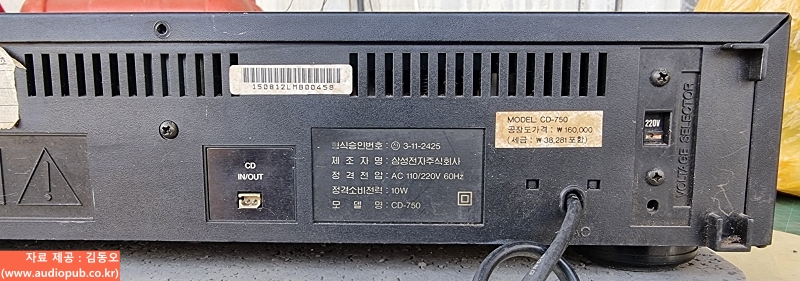 150812LM800458
MODEL: CD-750
공장도가격 : ₩ 160,000
(세금 : ₩ 38,281 포함)
220V
VOLTAGE SELECTOR
CD
IN/OUT
형식승인번호 : ㉑ 3-11-2425
제 조 자 명 : 삼성전자주식회사
정 격 전 압 : AC 110/220V 60Hz
정격소비전력 : 10W
모 델 명 : CD-750
AC
자료 제공 : 김동오
(www.audiopub.co.kr)